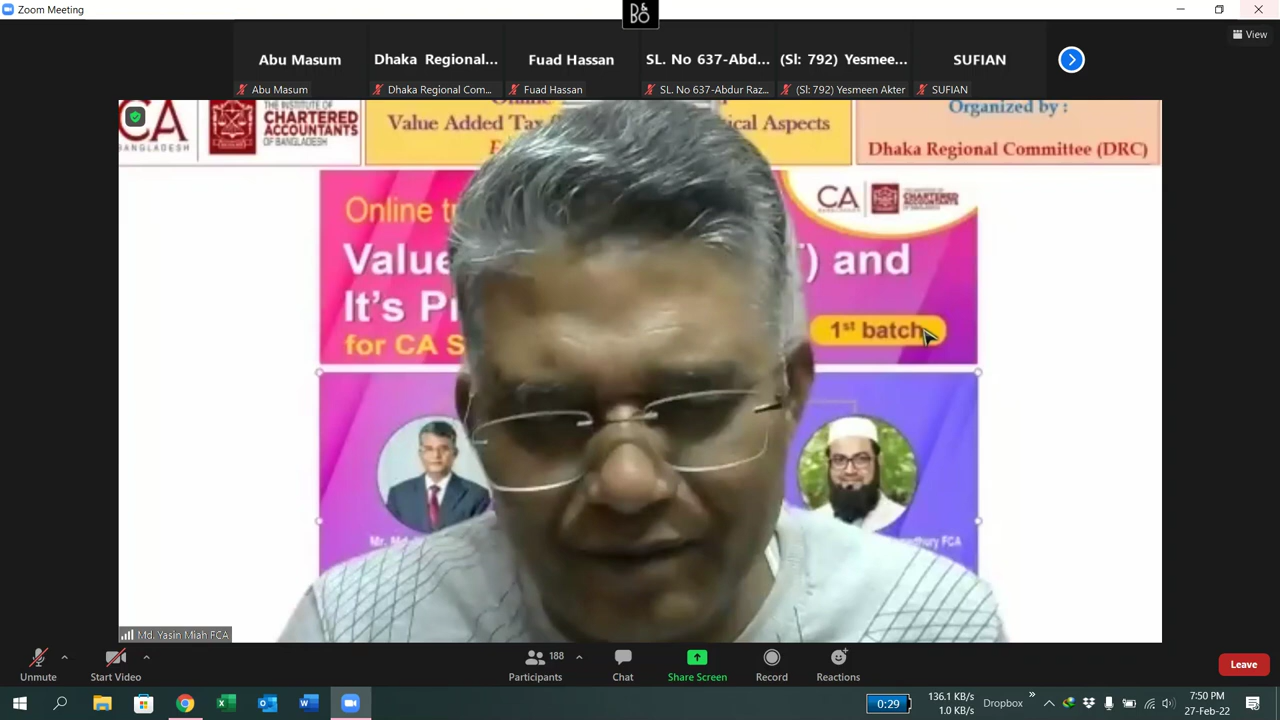 Zoom Meeting
D&
BO
View
Abu Masum
Dhaka Regional...
Fuad Hassan
SL. No 637-Abd...
(Sl: 792) Yesmee...
SUFIAN
Abu Masum
Dhaka Regional Com...
Fuad Hassan
SL. No 637-Abdur Raz...
(Sl: 792) Yesmeen Akter
SUFIAN
CA
BANGLADESH
THE INSTITUTE OF
CHARTERED
ACCOUNTANTS
OF BANGLADESH
Online
Value Added Tax
ical Aspects
Organized by :
Dhaka Regional Committee (DRC)
Online t
Value
) and
It's P
for CA S
CA
BANGLADESH
CHARTERED
ACCOUNTANTS
1st batch
Mr. Md.
FCA
Md. Yasin Miah FCA
Unmute
Start Video
188
Participants
Chat
Share Screen
Record
Reactions
Leave
0:29
136.1 KB/s
1.0 KB/s
Dropbox
7:50 PM
27-Feb-22